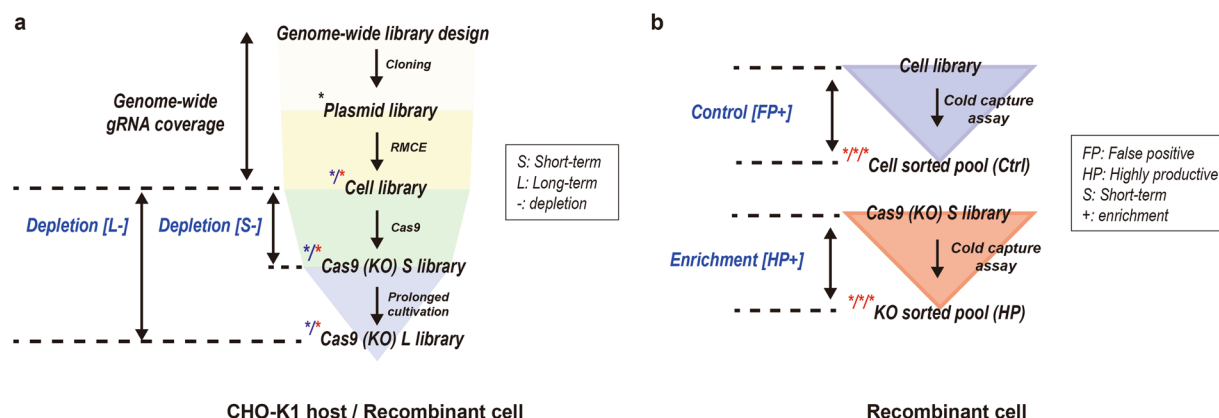 a
Genome-wide library design
Cloning
Genome-wide
gRNA coverage
*
Plasmid library
RMCE
*/*
Cell library
Depletion [L-]
Depletion [S-]
Cas9
*/*
Cas9 (KO) S library
Prolonged
cultivation
*/*
Cas9 (KO) L library
S: Short-term
L: Long-term
-: depletion
CHO-K1 host / Recombinant cell
b
Cell library
Control [FP+]
Cold capture
assay
*/*/*
Cell sorted pool (Ctrl)
Cas9 (KO) S library
Enrichment [HP+]
Cold capture
assay
*/*/*
KO sorted pool (HP)
FP: False positive
HP: Highly productive
S: Short-term
+: enrichment
Recombinant cell